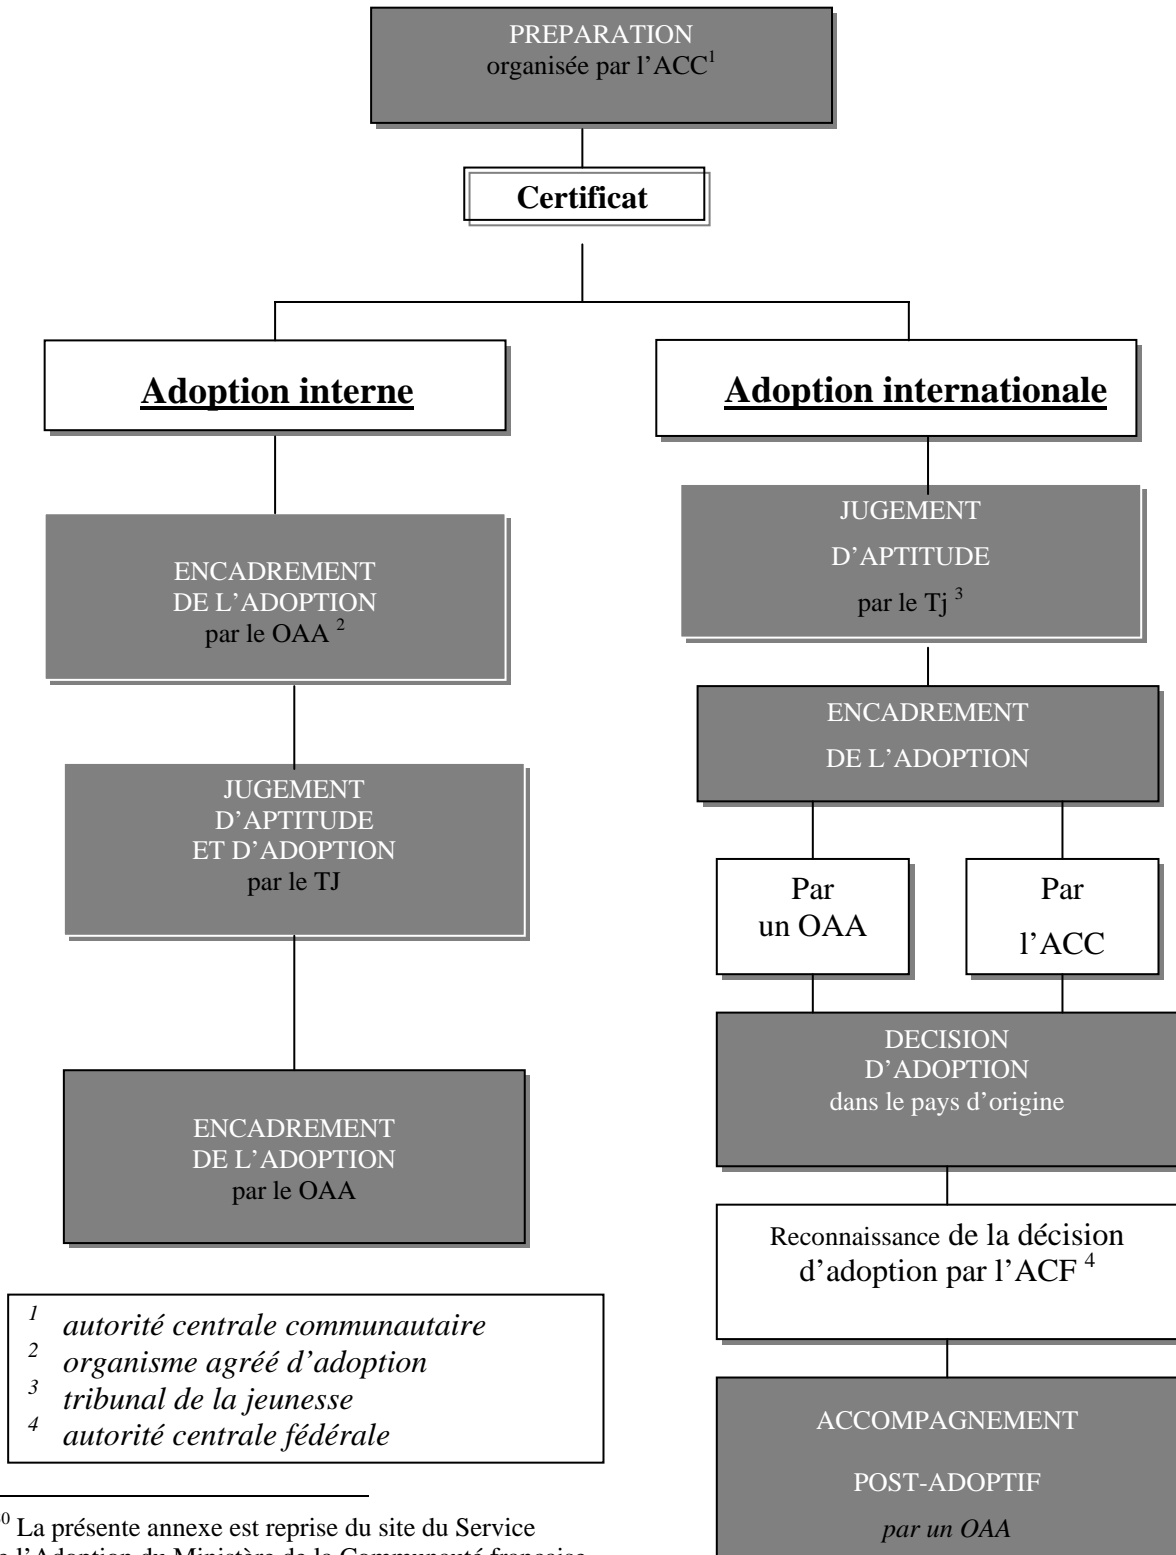 PREPARATION
organisée par l’ACC1
Certificat
Adoption interne
ENCADREMENT
DE L’ADOPTION
par le OAA 2
JUGEMENT
D’APTITUDE
ET D’ADOPTION
par le TJ
ENCADREMENT
DE L’ADOPTION
par le OAA
Adoption internationale
JUGEMENT
D’APTITUDE
par le Tj 3
ENCADREMENT
DE L’ADOPTION
Par
un OAA
Par
l’ACC
DECISION
D’ADOPTION
dans le pays d’origine
Reconnaissance de la décision
d’adoption par l’ACF 4
ACCOMPAGNEMENT
POST-ADOPTIF
par un OAA
1 autorité centrale communautaire
2 organisme agréé d’adoption
3 tribunal de la jeunesse
4 autorité centrale fédérale
0 La présente annexe est reprise du site du Service
l’Adoption du Ministère de la Communauté française